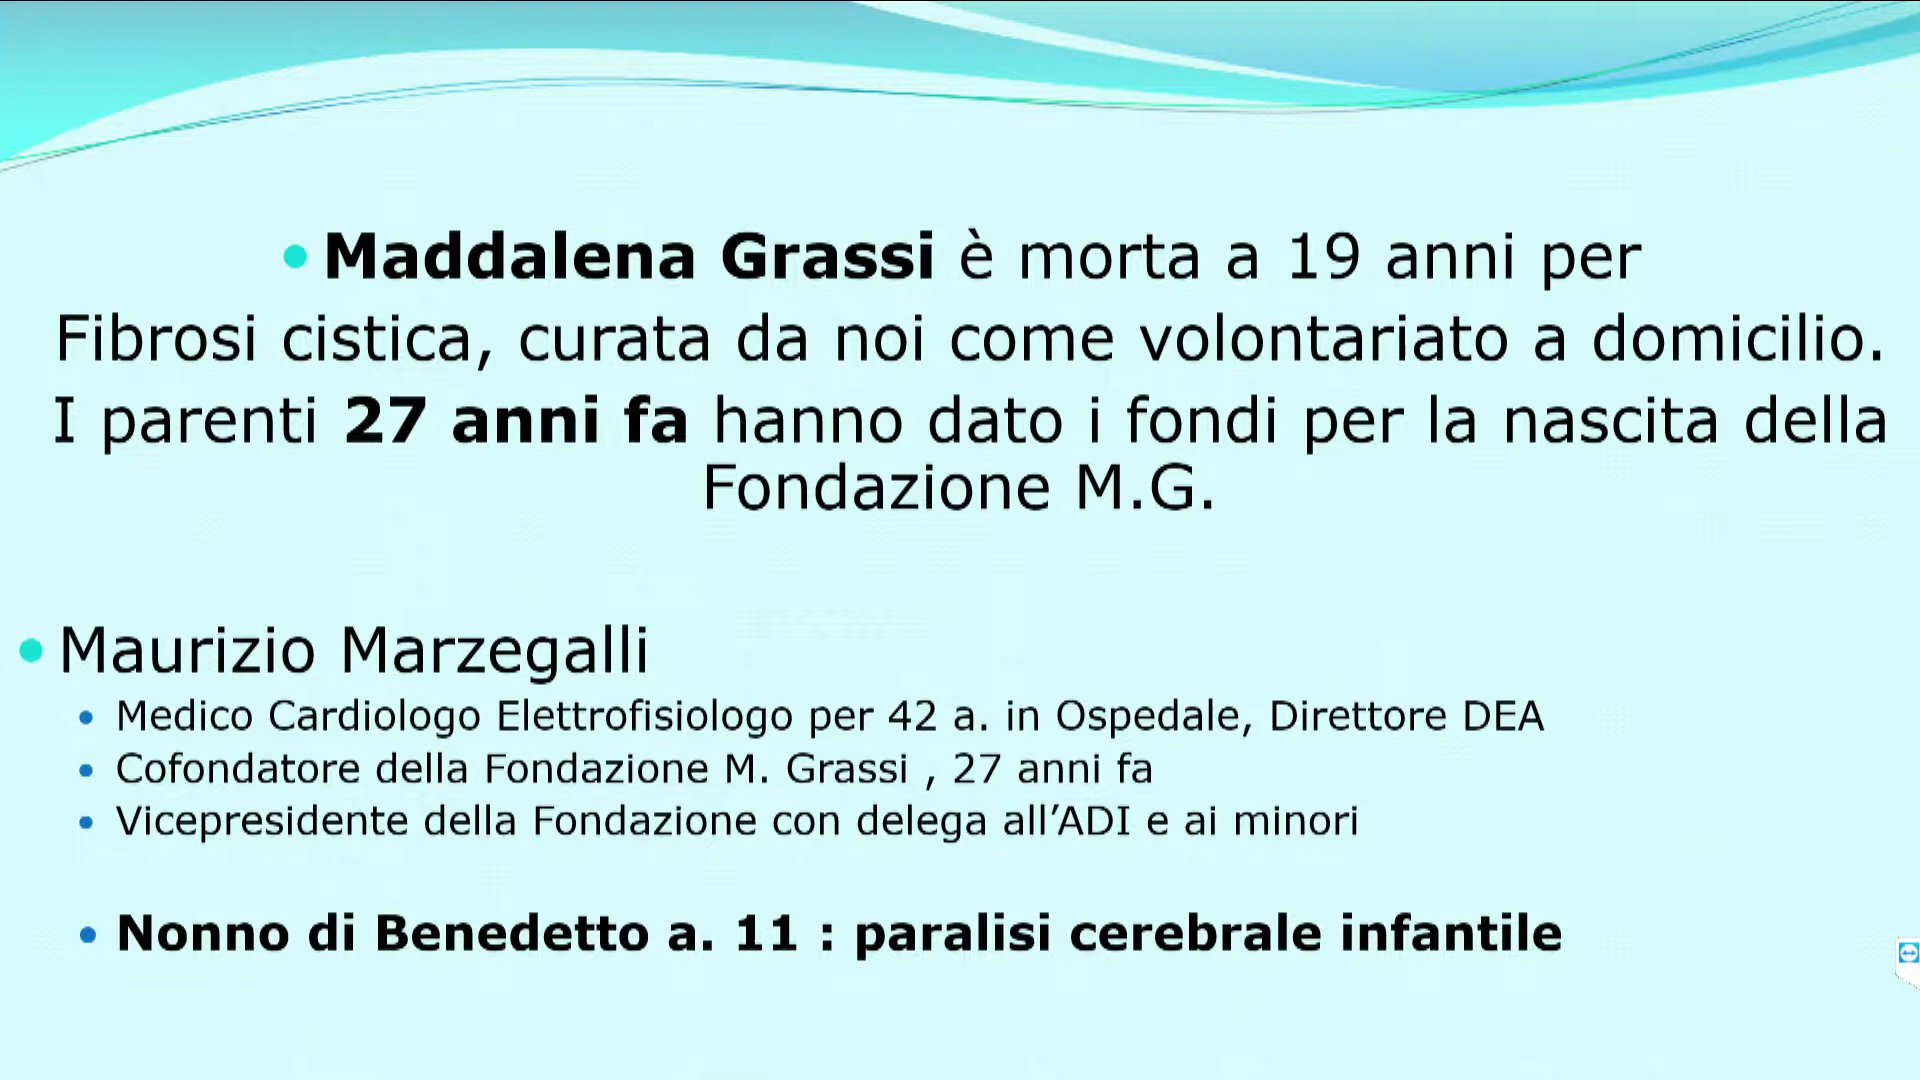 • Maddalena Grassi è morta a 19 anni per
Fibrosi cistica, curata da noi come volontariato a domicilio.
I parenti 27 anni fa hanno dato i fondi per la nascita della
Fondazione M.G.
• Maurizio Marzegalli
• Medico Cardiologo Elettrofisiologo per 42 a. in Ospedale, Direttore DEA
• Cofondatore della Fondazione M. Grassi , 27 anni fa
• Vicepresidente della Fondazione con delega all’ADI e ai minori
• Nonno di Benedetto a. 11 : paralisi cerebrale infantile